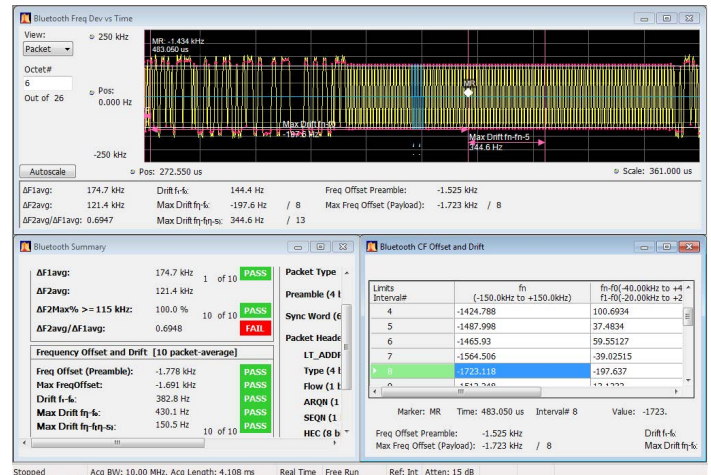 Bluetooth Freq Dev vs Time
View:
Packet
Octet#
6
Out of 26
250 kHz
Pos:
0.000 Hz
-250 kHz
MR: -1.434 kHz
483.050 us
MR
Max Drift fn-f0
-197.6 Hz
Max Drift fn-fn-5
344.6 Hz
Autoscale
Pos: 272.550 us
Scale: 361.000 us
ΔF1avg: 174.7 kHz Drift f₁-f₀: 144.4 Hz Freq Offset Preamble: -1.525 kHz
ΔF2avg: 121.4 kHz Max Drift fη-f₀: -197.6 Hz / 8 Max Freq Offset (Payload): -1.723 kHz / 8
ΔF2avg/ΔF1avg: 0.6947 Max Drift fη-fη-₅: 344.6 Hz / 13
Bluetooth Summary
ΔF1avg: 174.7 kHz 1 of 10 PASS
ΔF2avg: 121.4 kHz
ΔF2Max% >= 115 kHz: 100.0 % 10 of 10 PASS
ΔF2avg/ΔF1avg: 0.6948 FAIL
Frequency Offset and Drift [10 packet-average]
Freq Offset (Preamble): -1.778 kHz PASS
Max FreqOffset: -1.691 kHz PASS
Drift f₁-f₀: 382.8 Hz PASS
Max Drift fη-f₀: 430.1 Hz PASS
Max Drift fη-fη-₅: 150.5 Hz 10 of 10 PASS
Packet Type
Preamble (4 l
Sync Word (6
Packet Heade
LT_ADDF
Type (4 l
Flow (1 l
ARQN (1
SEQN (1
HEC (8 b
Bluetooth CF Offset and Drift
Limits
Interval#
fn
(-150.0kHz to +150.0kHz)
fn-f0(-40.00kHz to +4
f1-f0(-20.00kHz to +2
4 -1424.788 100.6934
5 -1487.998 37.4834
6 -1465.93 59.55127
7 -1564.506 -39.02515
8 -1723.118 -197.637
Marker: MR Time: 483.050 us Interval# 8 Value: -1723.
Freq Offset Preamble: -1.525 kHz Drift f₁-f₀:
Max Freq Offset (Payload): -1.723 kHz / 8 Max Drift fη-f₀:
Stopped Acq BW: 10.00 MHz, Acq Length: 4.108 ms Real Time Free Run Ref: Int Atten: 15 dB